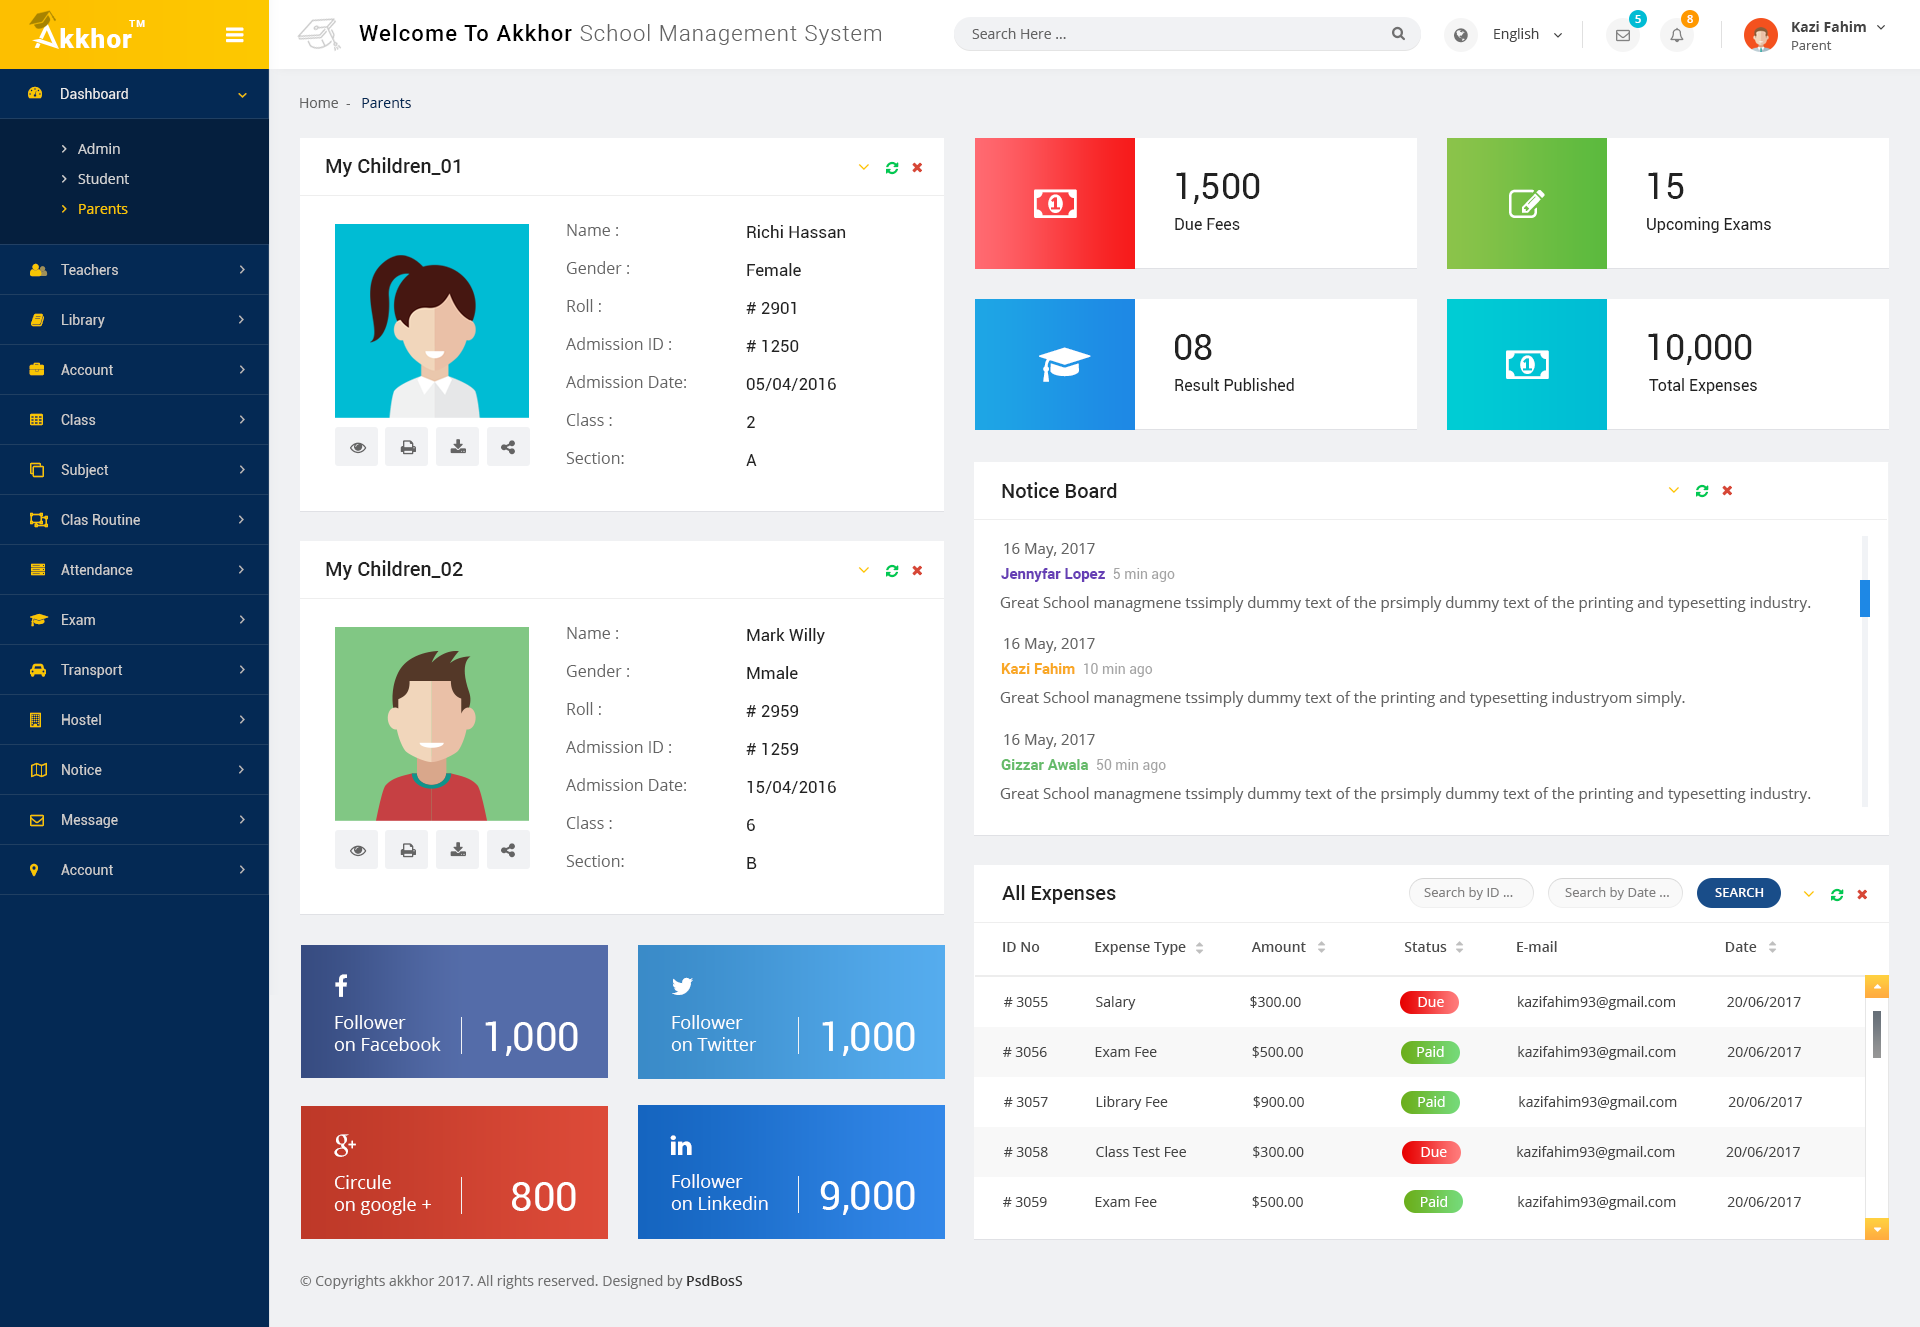 Akkhor™
Welcome To Akkhor School Management System
Search Here ...
English
5
8
Kazi Fahim
Parent
Dashboard
Admin
Student
Parents
Teachers
Library
Account
Class
Subject
Clas Routine
Attendance
Exam
Transport
Hostel
Notice
Message
Account
Home - Parents
My Children_01
Name : Richi Hassan
Gender : Female
Roll : # 2901
Admission ID : # 1250
Admission Date: 05/04/2016
Class : 2
Section: A
My Children_02
Name : Mark Willy
Gender : Mmale
Roll : # 2959
Admission ID : # 1259
Admission Date: 15/04/2016
Class : 6
Section: B
Follower
on Facebook
1,000
Follower
on Twitter
1,000
g+
Circule
on google +
800
in
Follower
on Linkedin
9,000
1,500
Due Fees
15
Upcoming Exams
08
Result Published
10,000
Total Expenses
Notice Board
16 May, 2017
Jennyfar Lopez 5 min ago
Great School managmene tssimply dummy text of the prsimply dummy text of the printing and typesetting industry.
16 May, 2017
Kazi Fahim 10 min ago
Great School managmene tssimply dummy text of the printing and typesetting industryom simply.
16 May, 2017
Gizzar Awala 50 min ago
Great School managmene tssimply dummy text of the prsimply dummy text of the printing and typesetting industry.
All Expenses
Search by ID ...
Search by Date ...
SEARCH
ID No Expense Type Amount Status E-mail Date
# 3055 Salary $300.00 Due kazifahim93@gmail.com 20/06/2017
# 3056 Exam Fee $500.00 Paid kazifahim93@gmail.com 20/06/2017
# 3057 Library Fee $900.00 Paid kazifahim93@gmail.com 20/06/2017
# 3058 Class Test Fee $300.00 Due kazifahim93@gmail.com 20/06/2017
# 3059 Exam Fee $500.00 Paid kazifahim93@gmail.com 20/06/2017
© Copyrights akkhor 2017. All rights reserved. Designed by PsdBosS